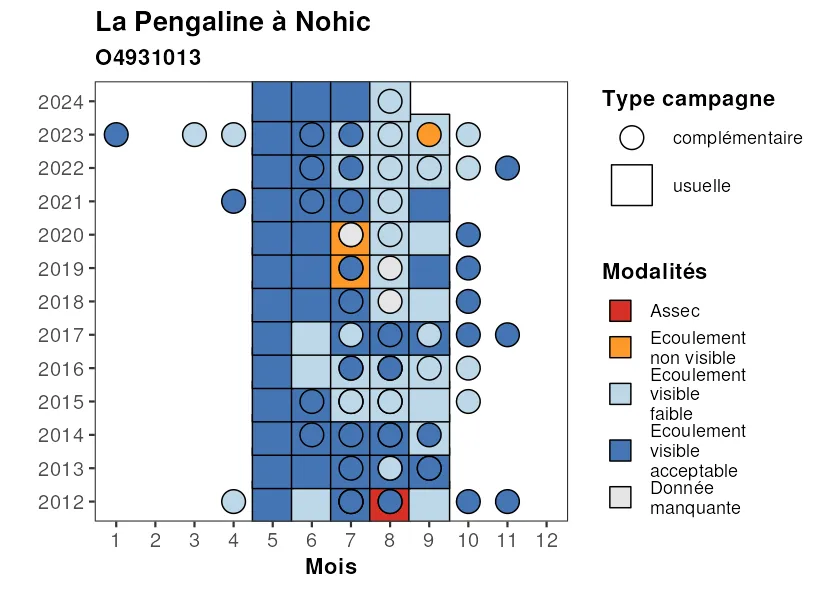 La Pengaline à Nohic
O4931013
2024
2023
2022
2021
2020
2019
2018
2017
2016
2015
2014
2013
2012
1 2 3 4 5 6 7 8 9 10 11 12
Mois
Type campagne
complémentaire
usuelle
Modalités
Assec
Ecoulement
non visible
Ecoulement
visible
faible
Ecoulement
visible
acceptable
Donnée
manquante